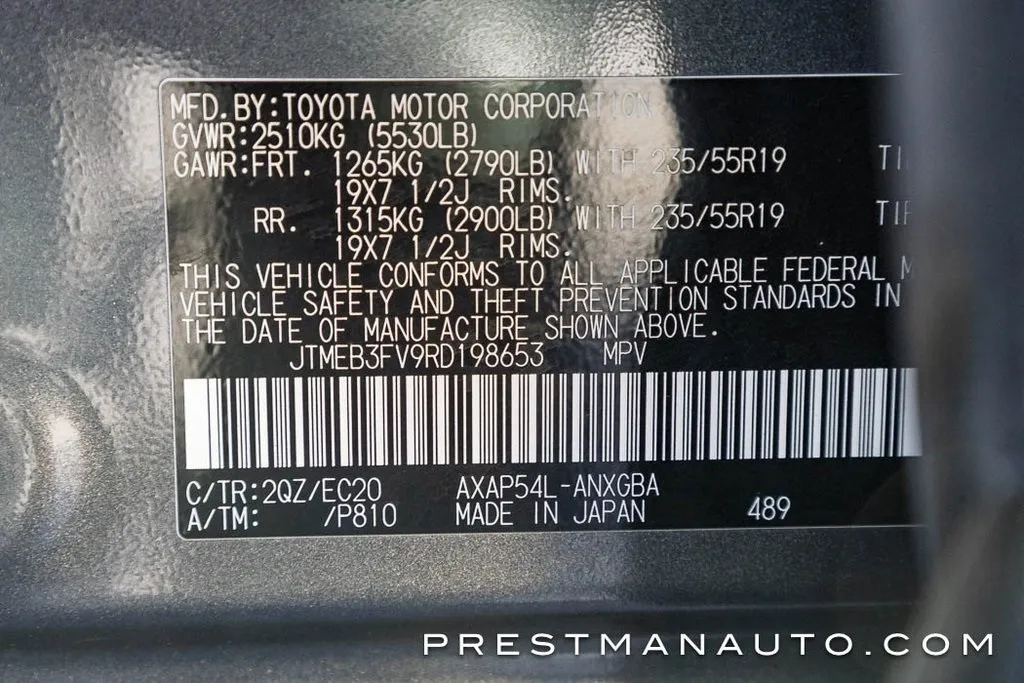 MFD. BY: TOYOTA MOTOR CORPORATION
GVWR: 2510KG (5530LB)
GAWR: FRT. 1265KG (2790LB) WITH 235/55R19
19X7 1/2J RIMS.
RR. 1315KG (2900LB) WITH 235/55R19
19X7 1/2J RIMS.
THIS VEHICLE CONFORMS TO ALL APPLICABLE FEDERAL
VEHICLE SAFETY AND THEFT PREVENTION STANDARDS IN
THE DATE OF MANUFACTURE SHOWN ABOVE.
JTMEB3FV9RD198653 MPV
C/TR: 2QZ/EC20 AXAP54L-ANXGBA
A/TM: /P810 MADE IN JAPAN 489
PRESTMANAUTO.COM